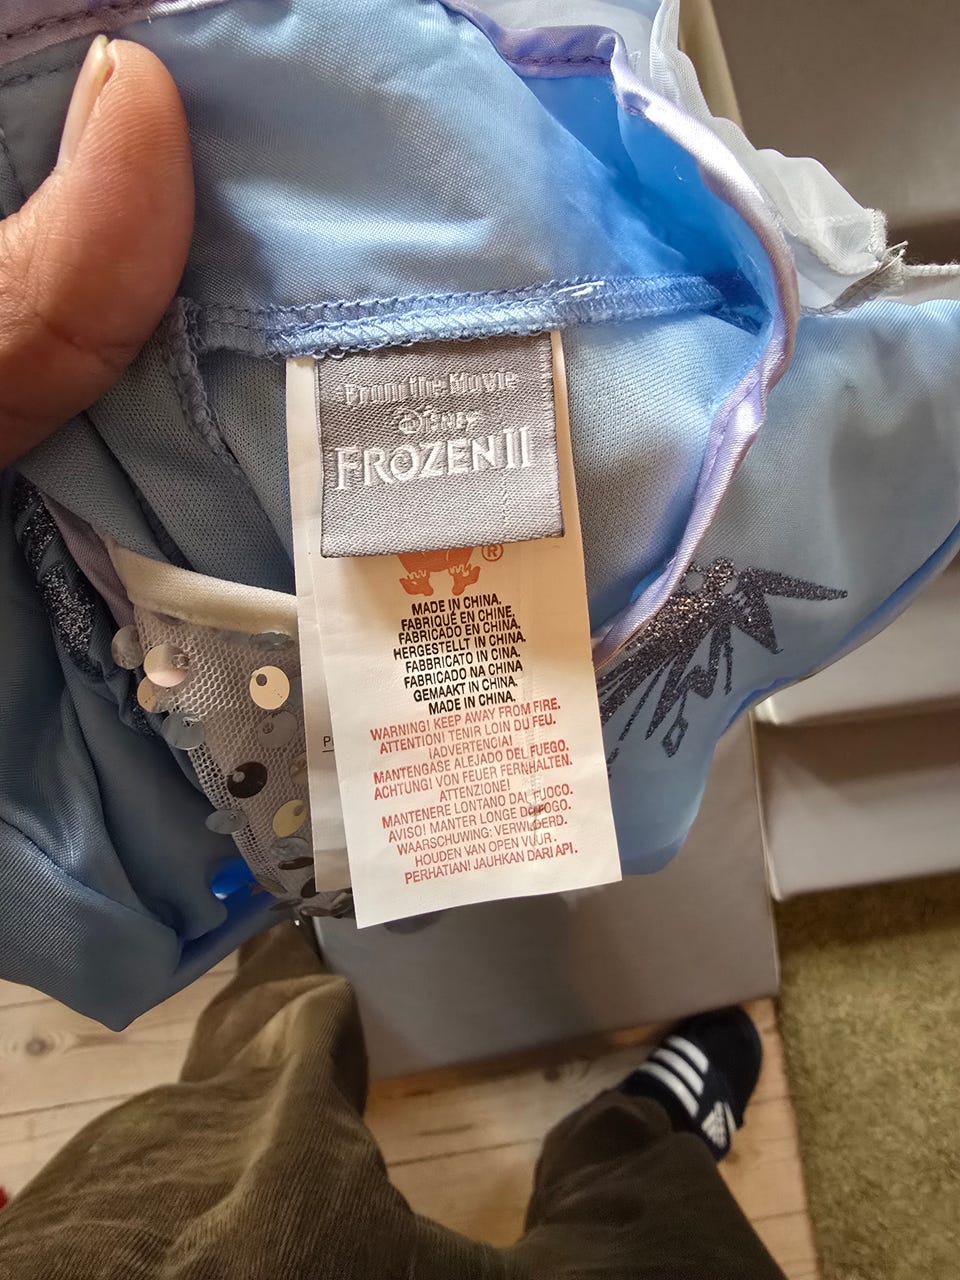 From the Movie
DISNEY
FROZEN II
®
MADE IN CHINA.
FABRIQUÉ EN CHINE.
FABRICADO EN CHINA.
HERGESTELLT IN CHINA.
FABBRICATO IN CINA.
FABRICADO NA CHINA
GEMAAKT IN CHINA.
MADE IN CHINA.
WARNING! KEEP AWAY FROM FIRE.
ATTENTION! TENIR LOIN DU FEU.
¡ADVERTENCIA!
MANTENGASE ALEJADO DEL FUEGO.
ACHTUNG! VON FEUER FERNHALTEN.
ATTENZIONE!
MANTENERE LONTANO DAL FUOCO.
AVISO! MANTER LONGE DO FOGO.
WAARSCHUWING: VERWIJDERD.
HOUDEN VAN OPEN VUUR.
PERHATIAN! JAUHKAN DARI API.